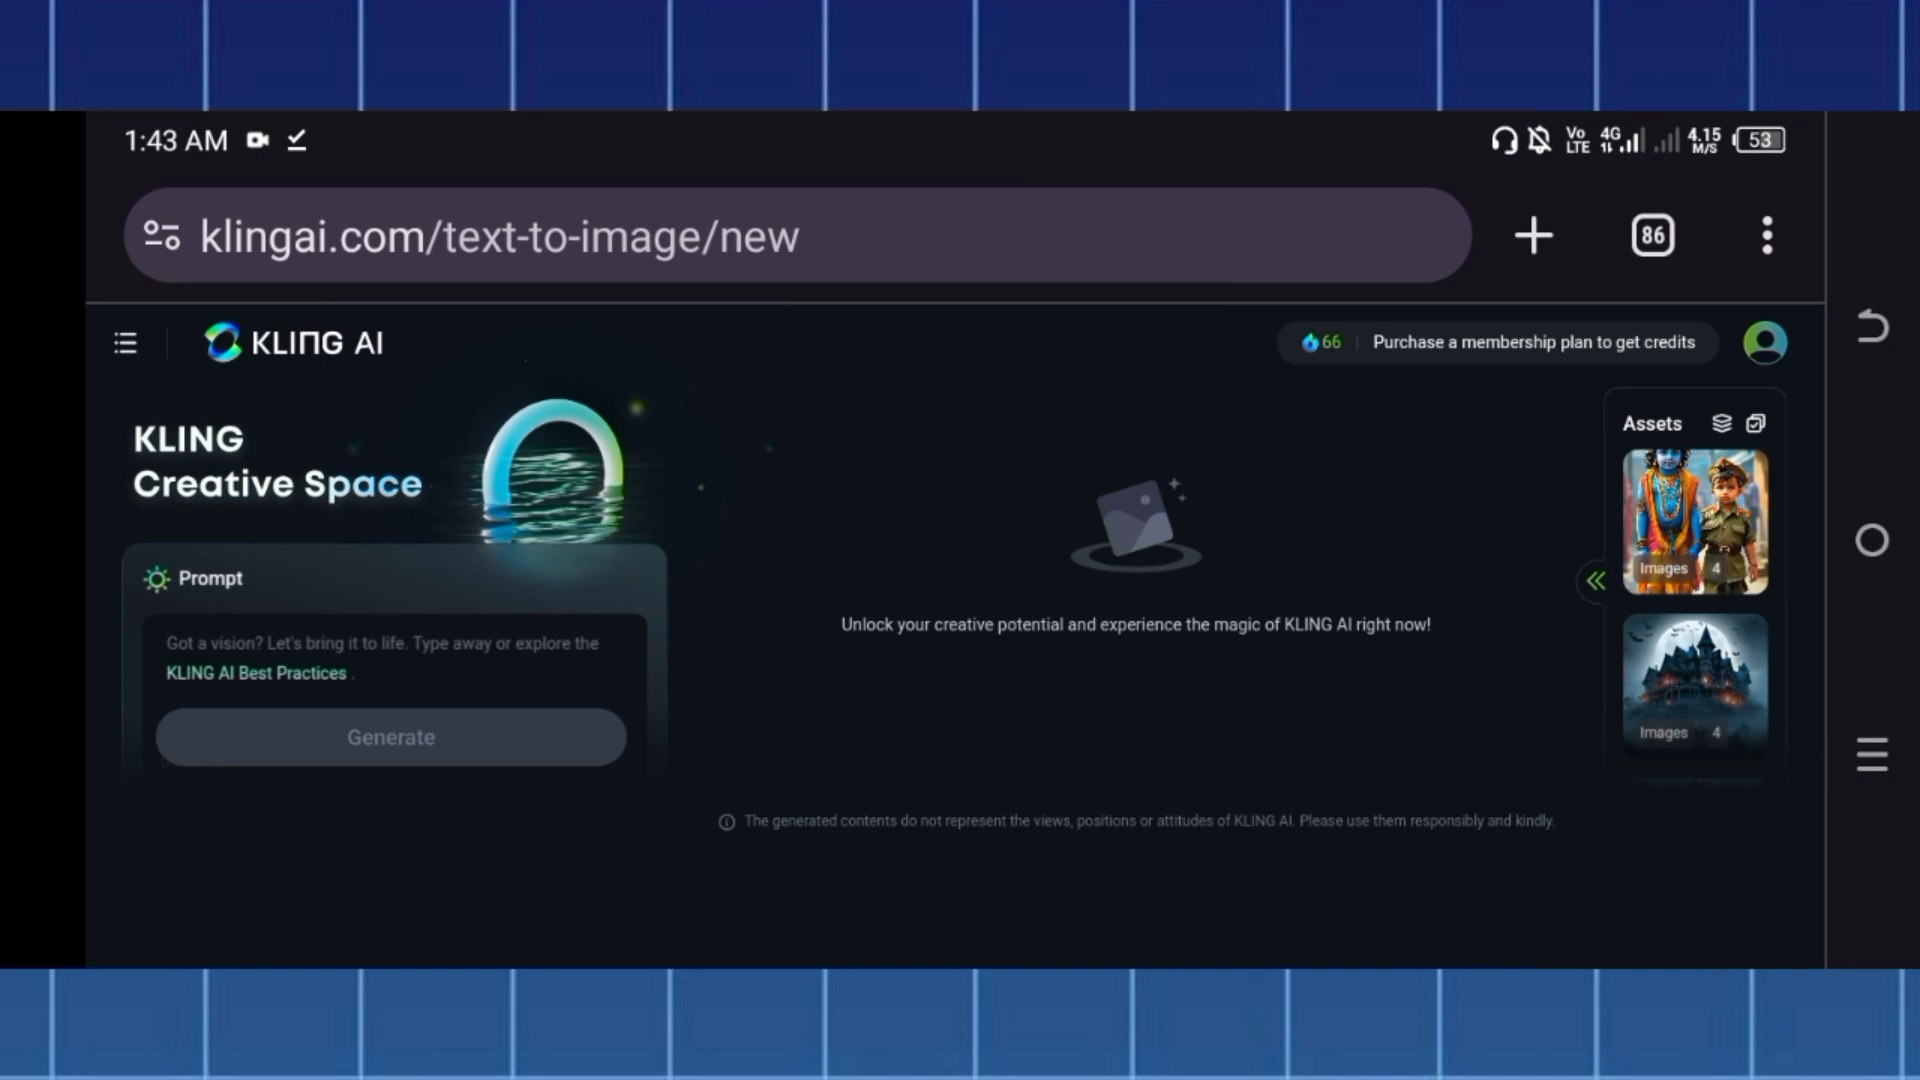 1:43 AM
Vo LTE 4G 4.15 M/S 53
klingai.com/text-to-image/new
86
KLING AI
66 Purchase a membership plan to get credits
KLING
Creative Space
Assets
Images 4
Prompt
Got a vision? Let's bring it to life. Type away or explore the
KLING AI Best Practices .
Unlock your creative potential and experience the magic of KLING AI right now!
Generate
Images 4
The generated contents do not represent the views, positions or attitudes of KLING AI. Please use them responsibly and kindly.